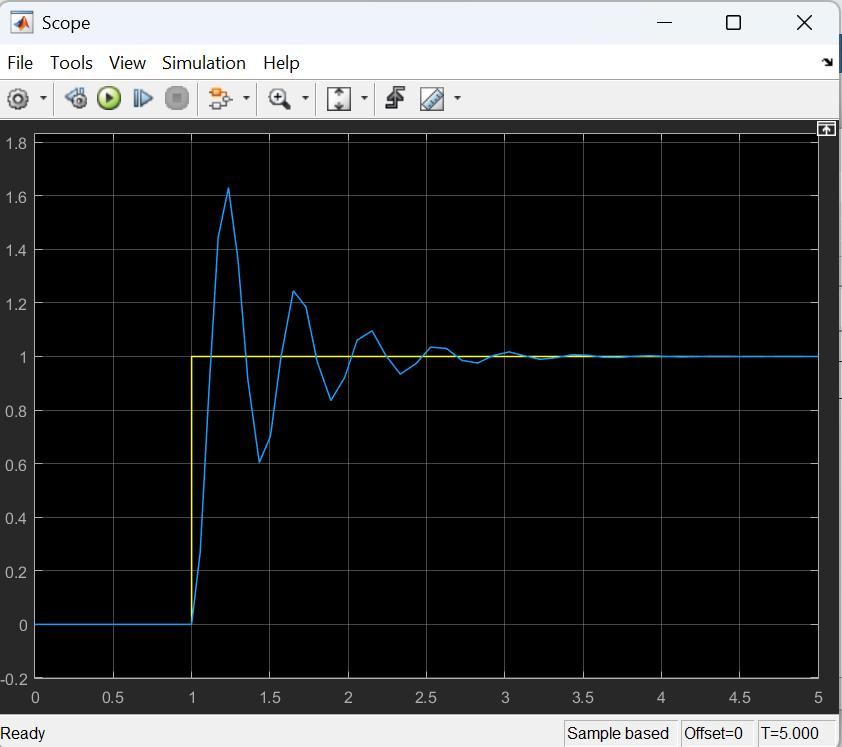 Scope
File Tools View Simulation Help
1.8
1.6
1.4
1.2
1
0.8
0.6
0.4
0.2
0
-0.2
0 0.5 1 1.5 2 2.5 3 3.5 4 4.5 5
Ready Sample based Offset=0 T=5.000